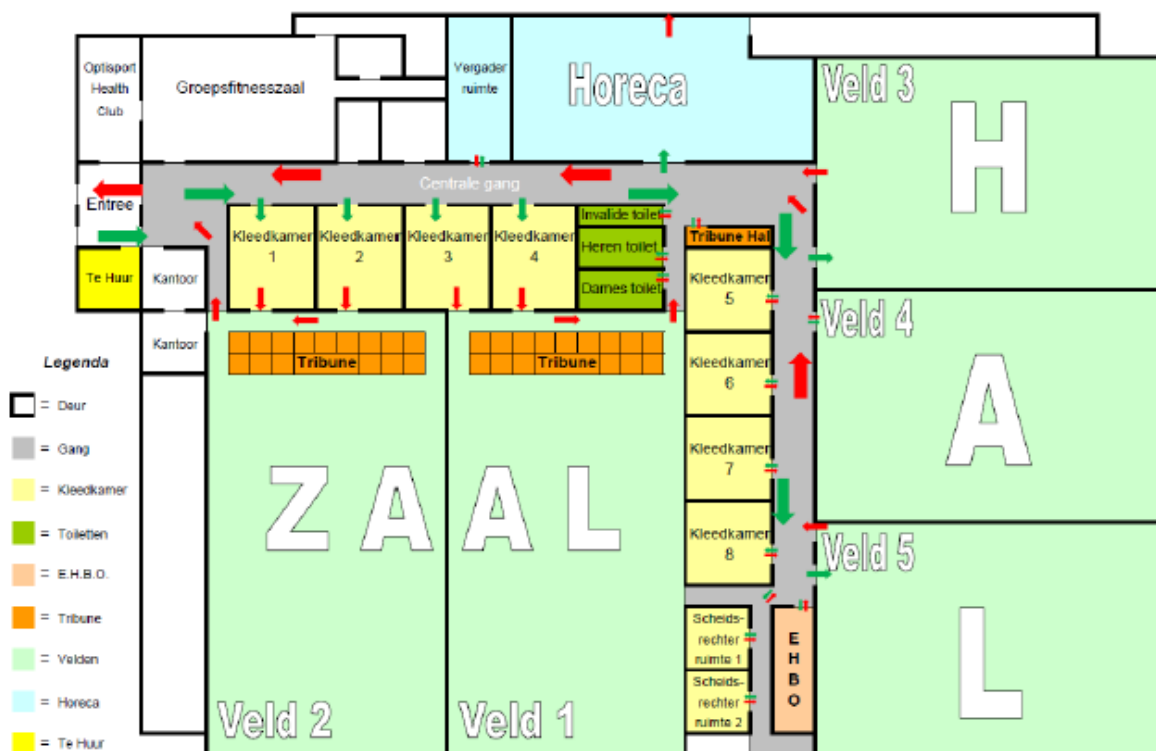 Optisport
Health
Club
Groepsfitnesszaal
Vergader
ruimte
Horeca
Veld 3
H
Centrale gang
Entree
Te Huur
Kantoor
Kantoor
Kleedkamer
1
Kleedkamer
2
Kleedkamer
3
Kleedkamer
4
Invalide toilet
Heren toilet
Dames toilet
Tribune Hal
Kleedkamer
5
Kleedkamer
6
Kleedkamer
7
Kleedkamer
8
Tribune
Tribune
Veld 4
A
ZAAL
Veld 5
L
Scheids-
rechter
ruimte 1
Scheids-
rechter
ruimte 2
E
H
B
O
Veld 2
Veld 1
Legenda
= Deur
= Gang
= Kleedkamer
= Toiletten
= E.H.B.O.
= Tribune
= Velden
= Horeca
= Te Huur